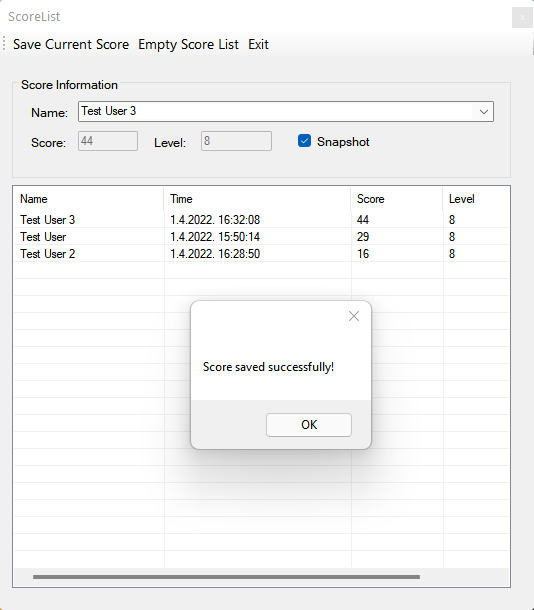 ScoreList
Save Current Score Empty Score List Exit
Score Information
Name: Test User 3
Score: 44 Level: 8 Snapshot
Name Time Score Level
Test User 3 1.4.2022. 16:32:08 44 8
Test User 1.4.2022. 15:50:14 29 8
Test User 2 1.4.2022. 16:28:50 16 8
Score saved successfully!
OK